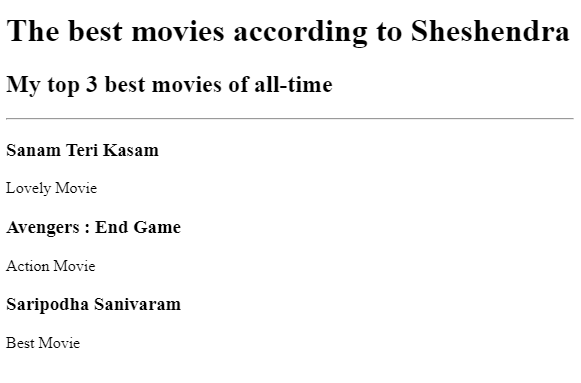 The best movies according to Sheshendra
My top 3 best movies of all-time
Sanam Teri Kasam
Lovely Movie
Avengers : End Game
Action Movie
Saripodha Sanivaram
Best Movie